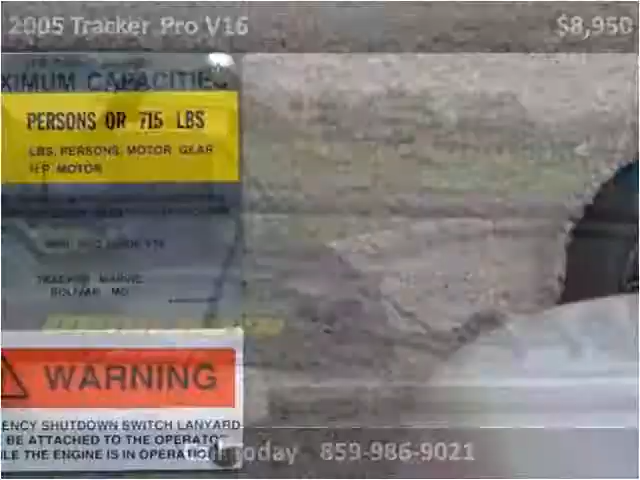 2005 Tracker Pro V16 $8,950
XIMUM CAPACITIES
PERSONS OR 715 LBS
LBS. PERSONS, MOTOR GEAR
H.P. MOTOR
TRACKER MARINE
BOLIVAR MO
WARNING
ENCY SHUTDOWN SWITCH LANYARD
BE ATTACHED TO THE OPERATOR
LE THE ENGINE IS IN OPERATION
Call today 859-986-9021